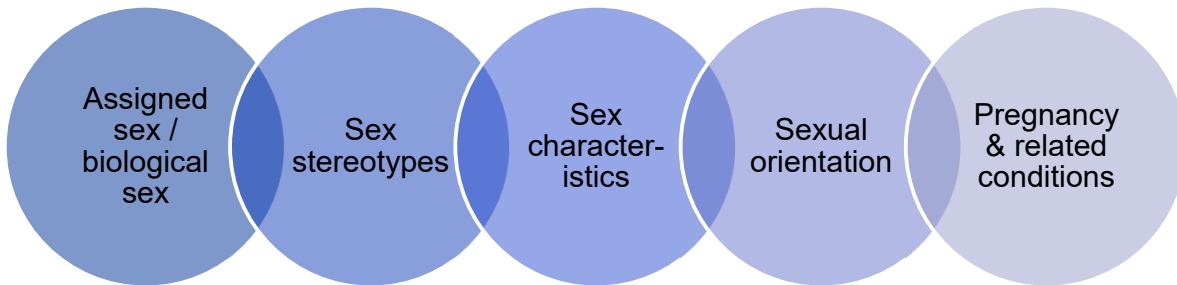 Assigned
sex /
biological
sex
Sex
stereotypes
Sex
character-
istics
Sexual
orientation
Pregnancy
& related
conditions